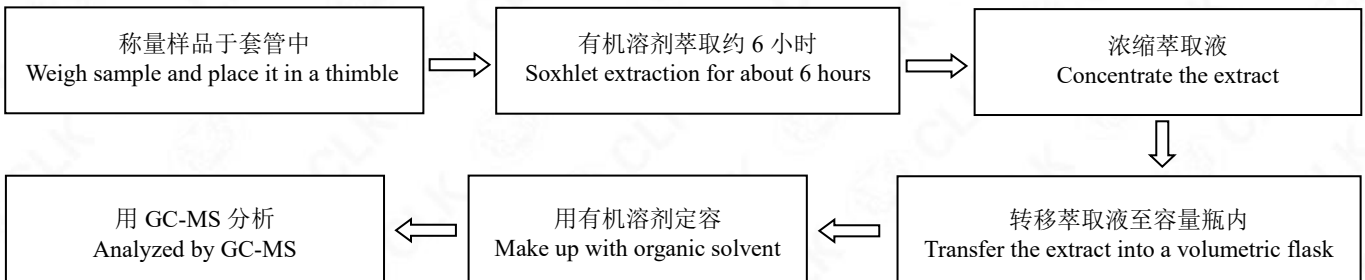 称量样品于套管中
Weigh sample and place it in a thimble
有机溶剂萃取约 6 小时
Soxhlet extraction for about 6 hours
浓缩萃取液
Concentrate the extract
转移萃取液至容量瓶内
Transfer the extract into a volumetric flask
用有机溶剂定容
Make up with organic solvent
用 GC-MS 分析
Analyzed by GC-MS